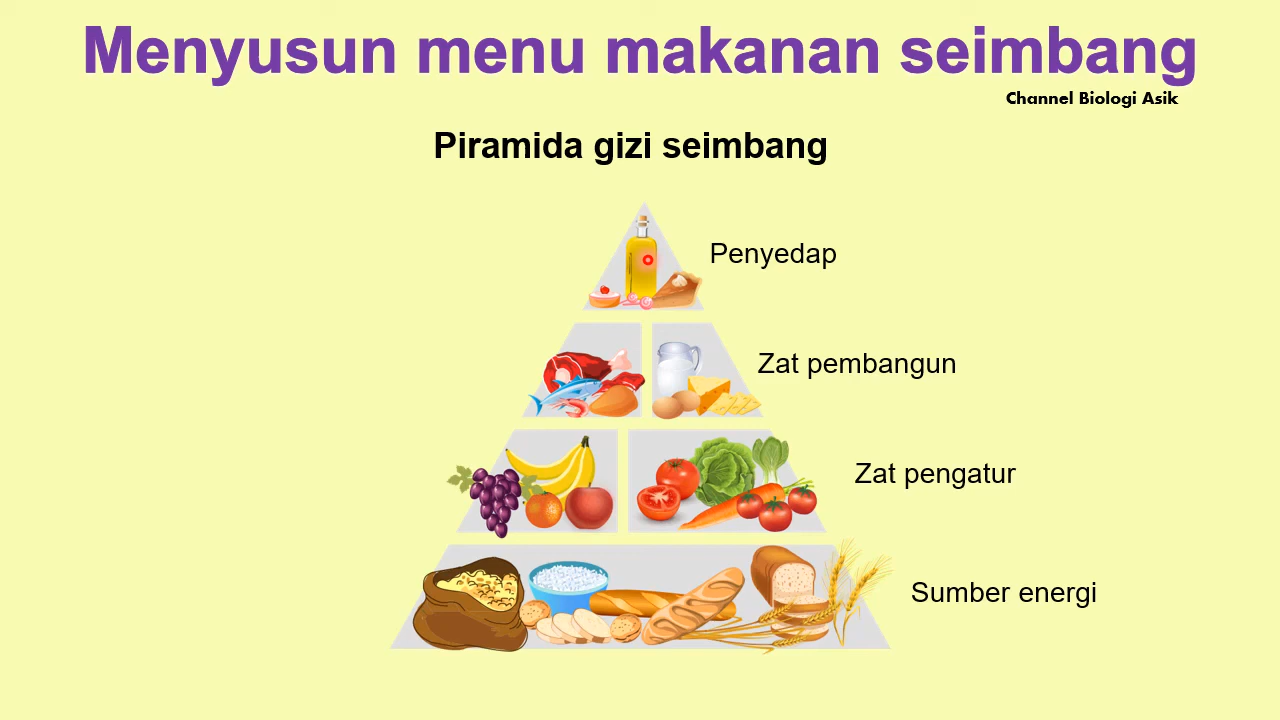 Menyusun menu makanan seimbang
Channel Biologi Asik
Piramida gizi seimbang
Penyedap
Zat pembangun
Zat pengatur
Sumber energi